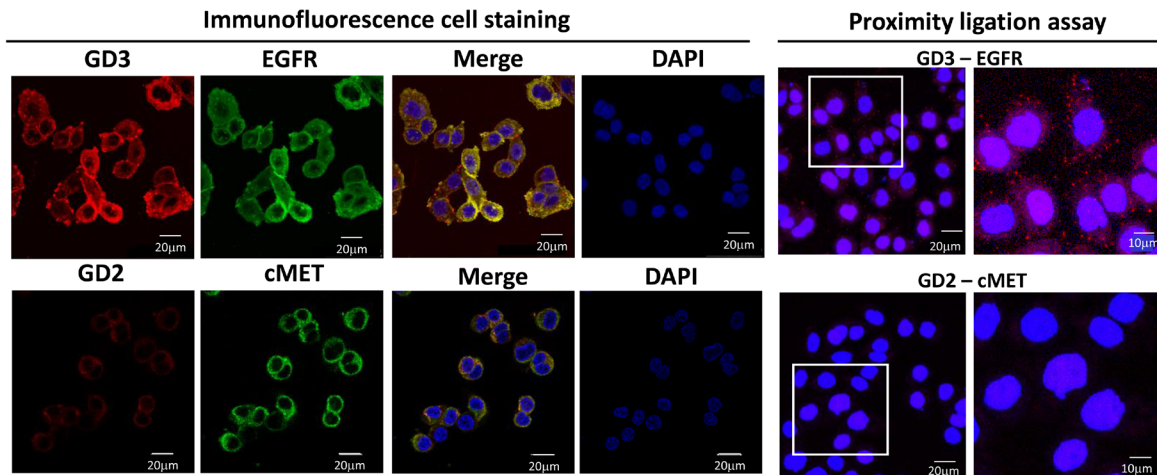 Immunofluorescence cell staining
Proximity ligation assay
GD3 EGFR Merge DAPI
GD3 – EGFR
20μm 20μm 20μm 20μm 20μm 10μm
GD2 cMET Merge DAPI
GD2 – cMET
20μm 20μm 20μm 20μm 20μm 10μm